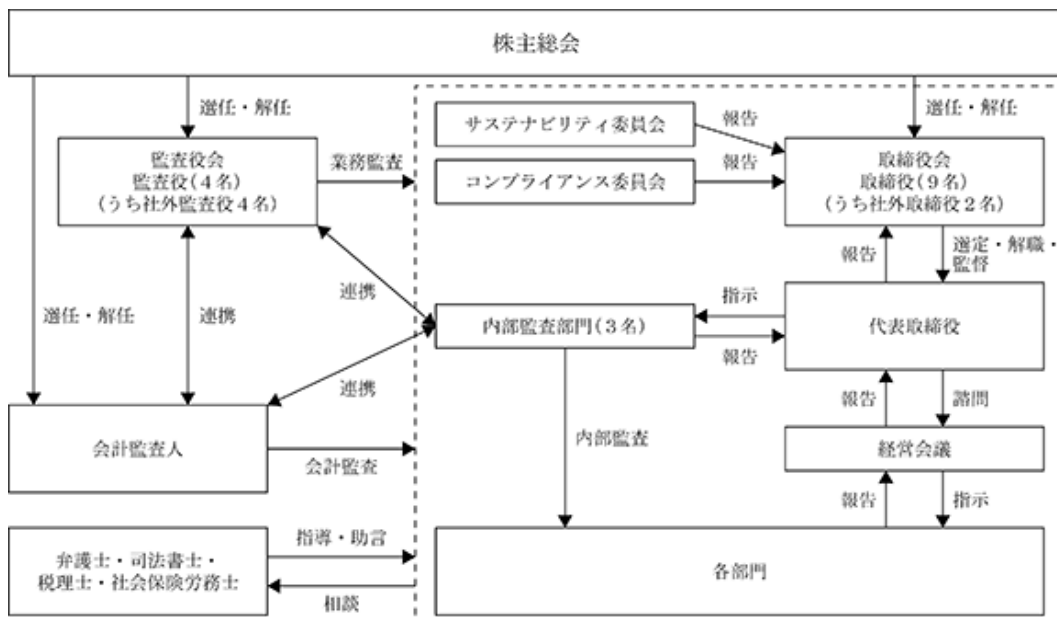 株主総会
選任・解任
選任・解任
サステナビリティ委員会
報告
監査役会
監査役(4名)
(うち社外監査役4名)
業務監査
コンプライアンス委員会
報告
取締役会
取締役(9名)
(うち社外取締役2名)
報告
選定・解職・
監督
連携
指示
選任・解任
連携
内部監査部門(3名)
代表取締役
報告
連携
報告
諮問
会計監査人
内部監査
会計監査
経営会議
報告
指示
弁護士・司法書士・
税理士・社会保険労務士
指導・助言
相談
各部門